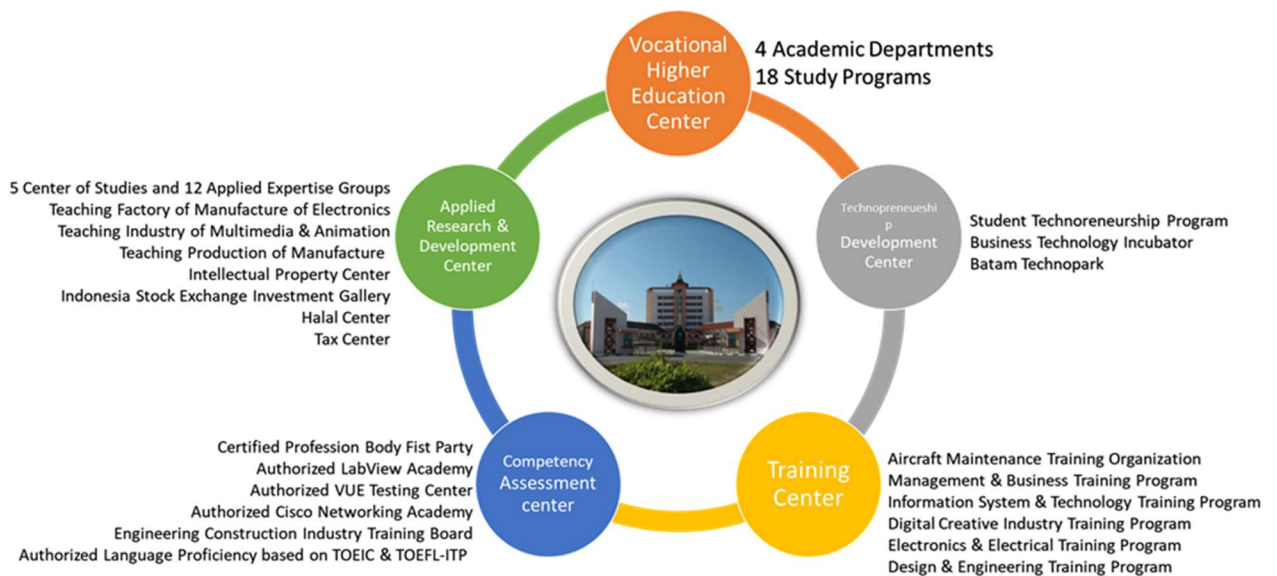 Vocational
Higher
Education
Center
4 Academic Departments
18 Study Programs
5 Center of Studies and 12 Applied Expertise Groups
Teaching Factory of Manufacture of Electronics
Teaching Industry of Multimedia & Animation
Teaching Production of Manufacture
Intellectual Property Center
Indonesia Stock Exchange Investment Gallery
Halal Center
Tax Center
Applied
Research &
Development
Center
Technopreneueshi
p
Development
Center
Student Technoreneurship Program
Business Technology Incubator
Batam Technopark
Certified Profession Body Fist Party
Authorized LabView Academy
Authorized VUE Testing Center
Authorized Cisco Networking Academy
Engineering Construction Industry Training Board
Authorized Language Proficiency based on TOEIC & TOEFL-ITP
Competency
Assessment
center
Training
Center
Aircraft Maintenance Training Organization
Management & Business Training Program
Information System & Technology Training Program
Digital Creative Industry Training Program
Electronics & Electrical Training Program
Design & Engineering Training Program